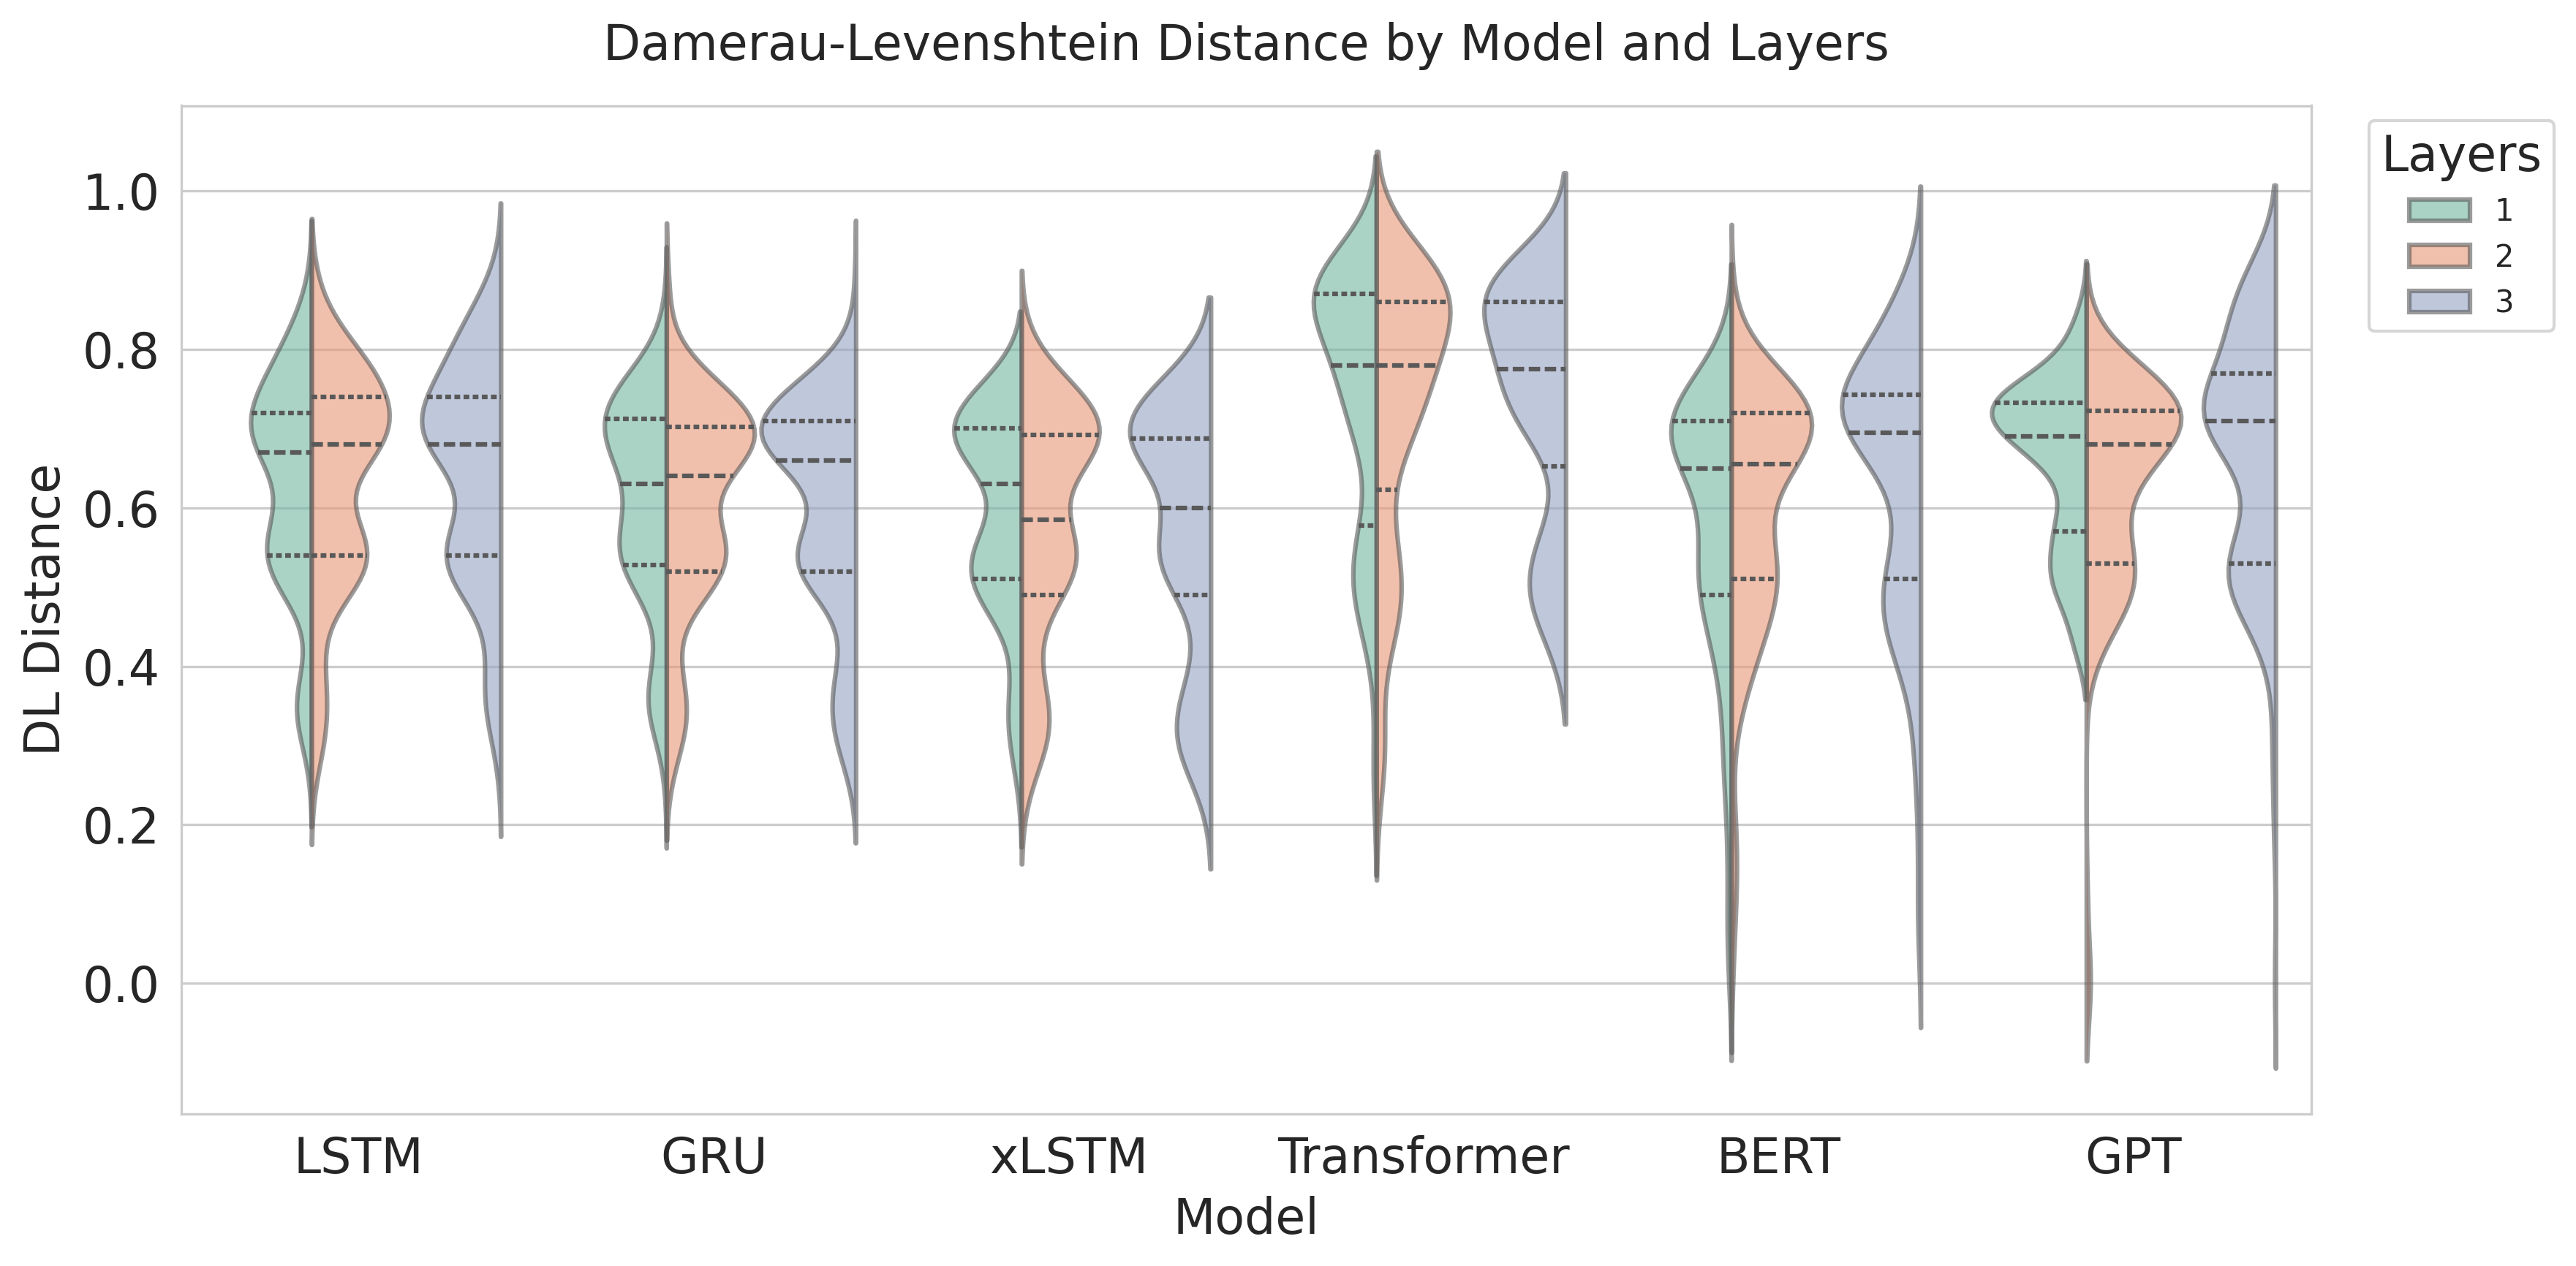 Damerau-Levenshtein Distance by Model and Layers
Layers
1
2
3
DL Distance
1.0
0.8
0.6
0.4
0.2
0.0
LSTM GRU xLSTM Transformer BERT GPT
Model